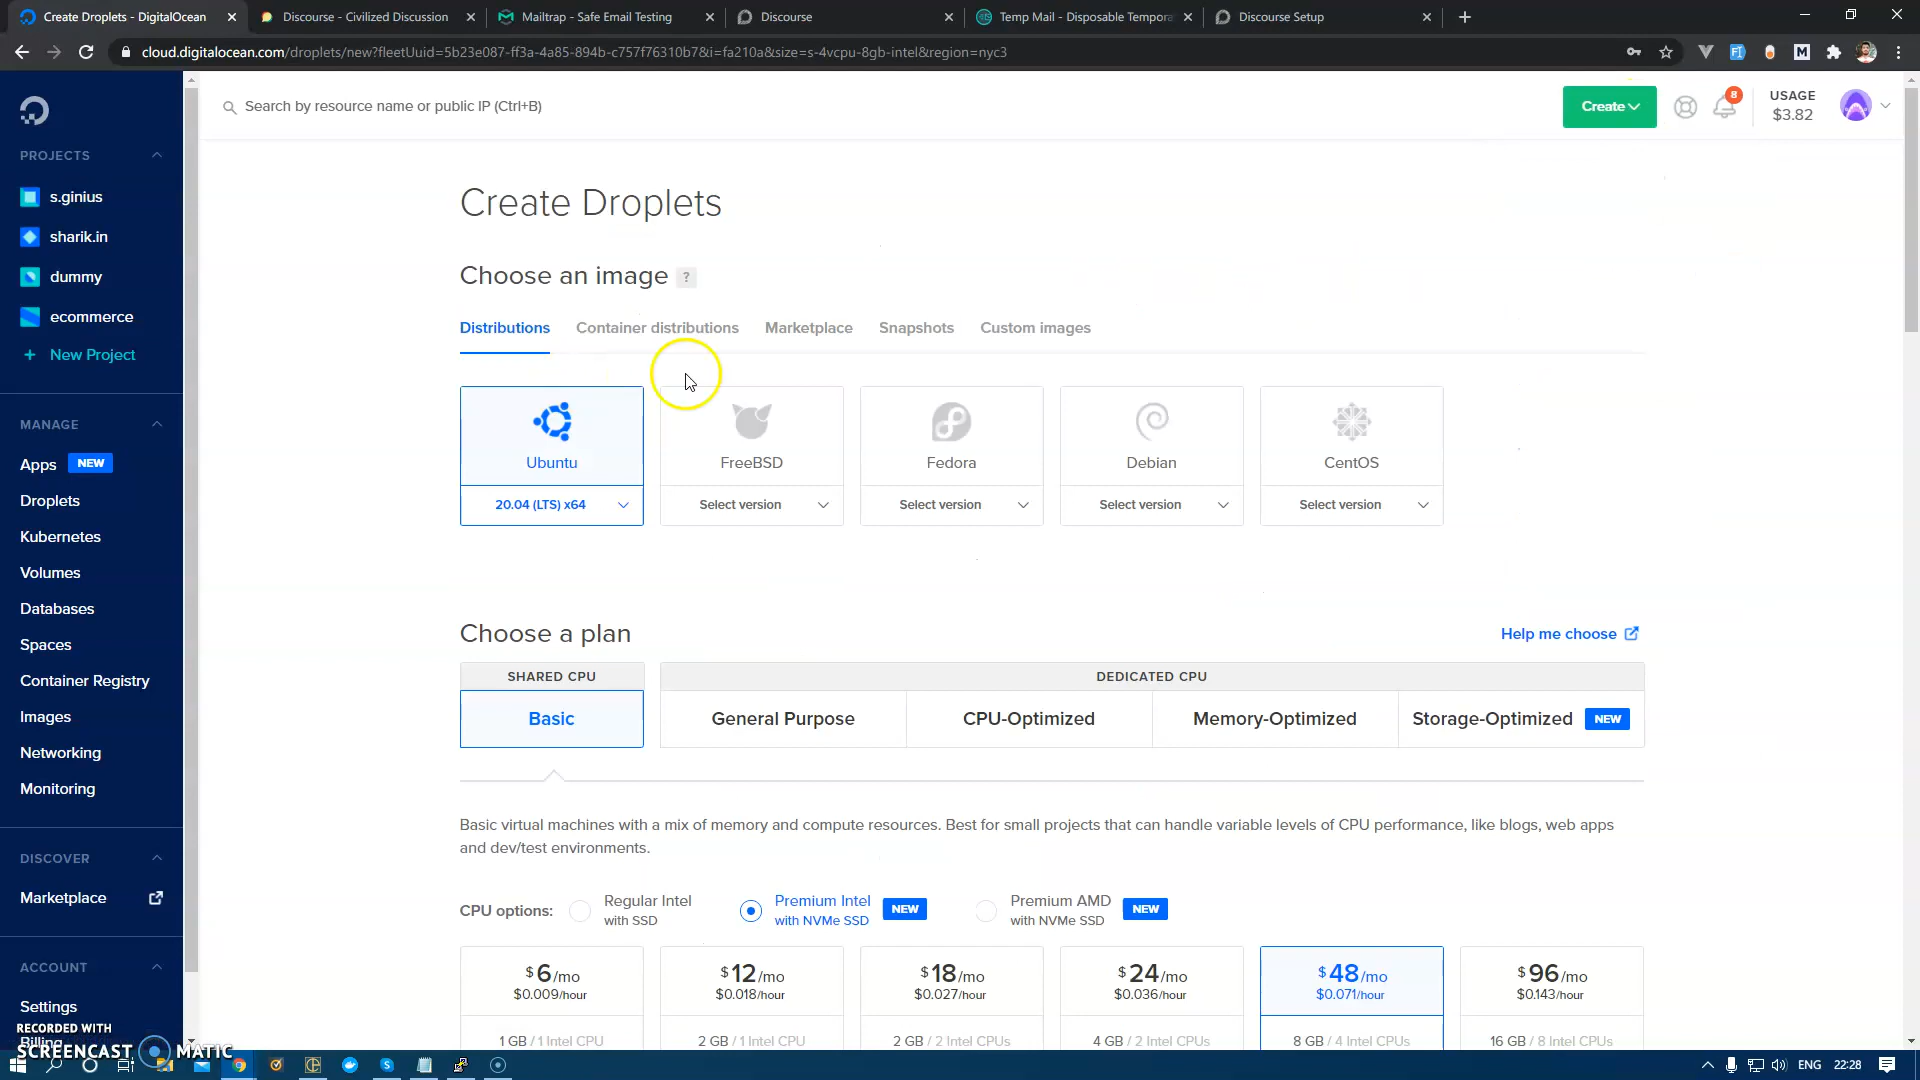 Create Droplets - DigitalOcean
Discourse - Civilized Discussion
Mailtrap - Safe Email Testing
Discourse
Temp Mail - Disposable Tempora
Discourse Setup
cloud.digitalocean.com/droplets/new?fleetUuid=5b23e087-ff3a-4a85-894b-c757f76310b7&i=fa210a&size=s-4vcpu-8gb-intel&region=nyc3
Search by resource name or public IP (Ctrl+B)
Create
8
USAGE
$3.82
PROJECTS
s.ginius
sharik.in
dummy
ecommerce
+ New Project
MANAGE
Apps NEW
Droplets
Kubernetes
Volumes
Databases
Spaces
Container Registry
Images
Networking
Monitoring
DISCOVER
Marketplace
ACCOUNT
Settings
Billing
Create Droplets
Choose an image ?
Distributions Container distributions Marketplace Snapshots Custom images
Ubuntu FreeBSD Fedora Debian CentOS
20.04 (LTS) x64 Select version Select version Select version Select version
Choose a plan
Help me choose
SHARED CPU DEDICATED CPU
Basic General Purpose CPU-Optimized Memory-Optimized Storage-Optimized NEW
Basic virtual machines with a mix of memory and compute resources. Best for small projects that can handle variable levels of CPU performance, like blogs, web apps
and dev/test environments.
CPU options:
Regular Intel
with SSD
Premium Intel
with NVMe SSD
NEW
Premium AMD
with NVMe SSD
NEW
$6/mo $12/mo $18/mo $24/mo $48/mo $96/mo
$0.009/hour $0.018/hour $0.027/hour $0.036/hour $0.071/hour $0.143/hour
1 GB / 1 Intel CPU 2 GB / 1 Intel CPU 2 GB / 2 Intel CPUs 4 GB / 2 Intel CPUs 8 GB / 4 Intel CPUs 16 GB / 8 Intel CPUs
RECORDED WITH
SCREENCAST MATIC
ENG
22:28